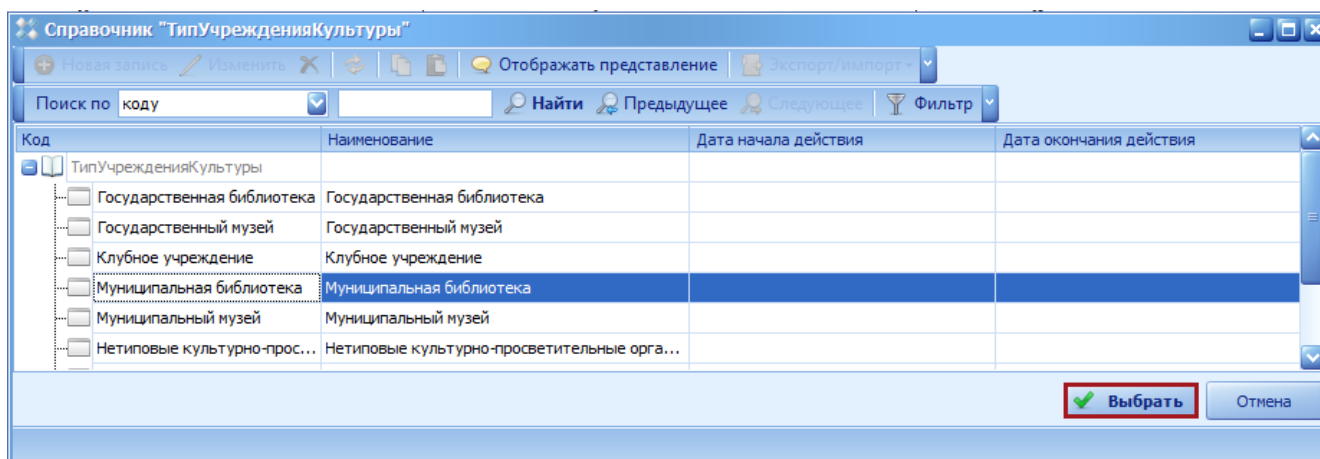 Справочник "ТипУчрежденияКультуры"
Новая запись Изменить Отображать представление Экспорт/импорт
Поиск по коду Найти Предыдущее Следующее Фильтр
Код Наименование Дата начала действия Дата окончания действия
ТипУчрежденияКультуры
Государственная библиотека Государственная библиотека
Государственный музей Государственный музей
Клубное учреждение Клубное учреждение
Муниципальная библиотека Муниципальная библиотека
Муниципальный музей Муниципальный музей
Нетиповые культурно-прос... Нетиповые культурно-просветительные орга...
Выбрать Отмена